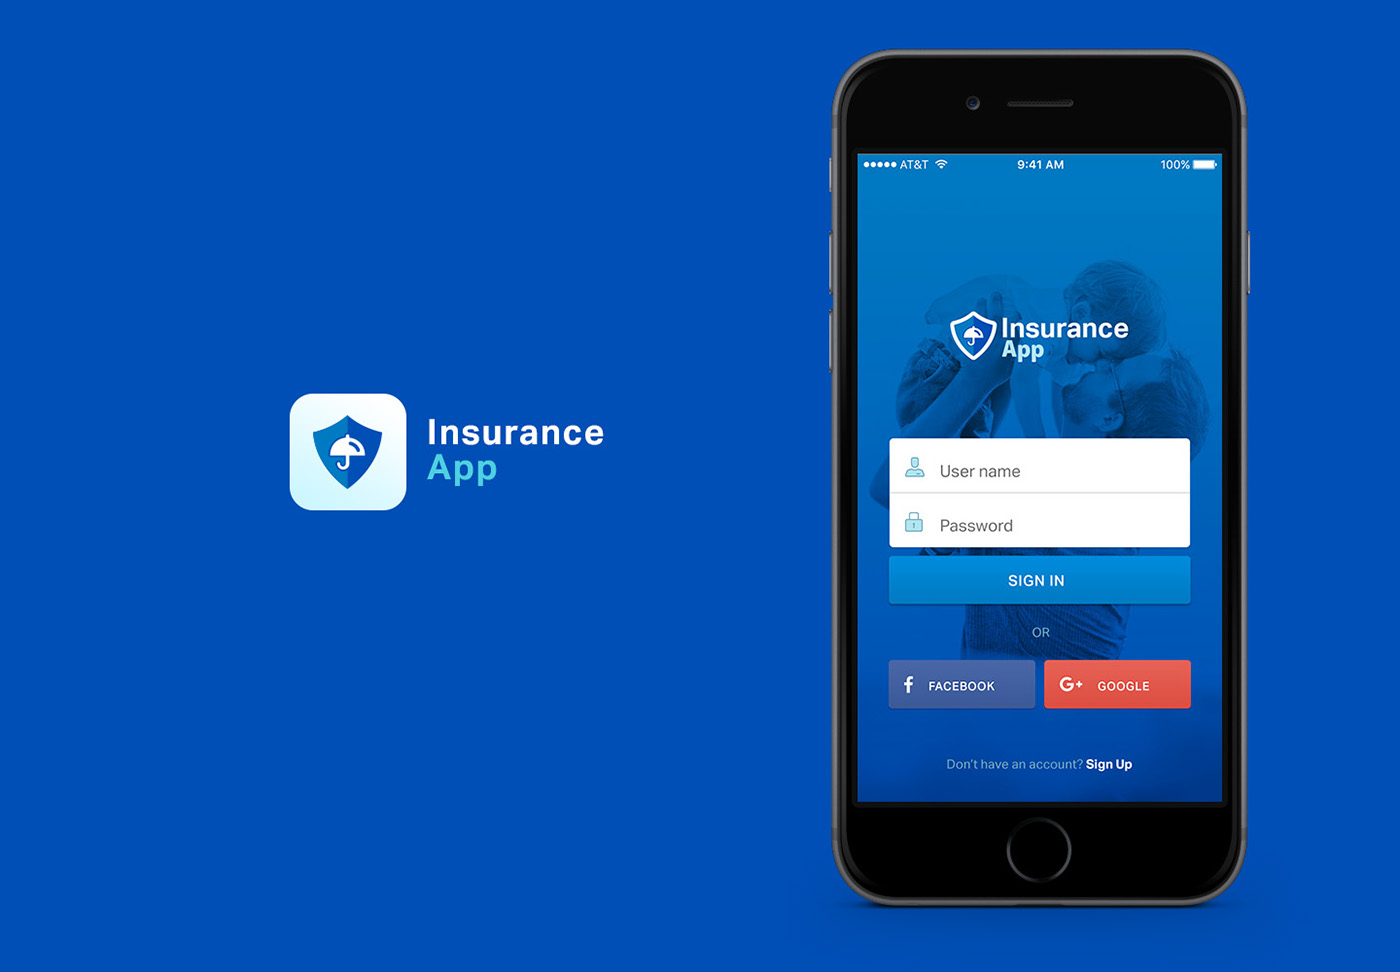 Insurance
App
AT&T 9:41 AM 100%
Insurance
App
User name
Password
SIGN IN
OR
f FACEBOOK G+ GOOGLE
Don't have an account? Sign Up